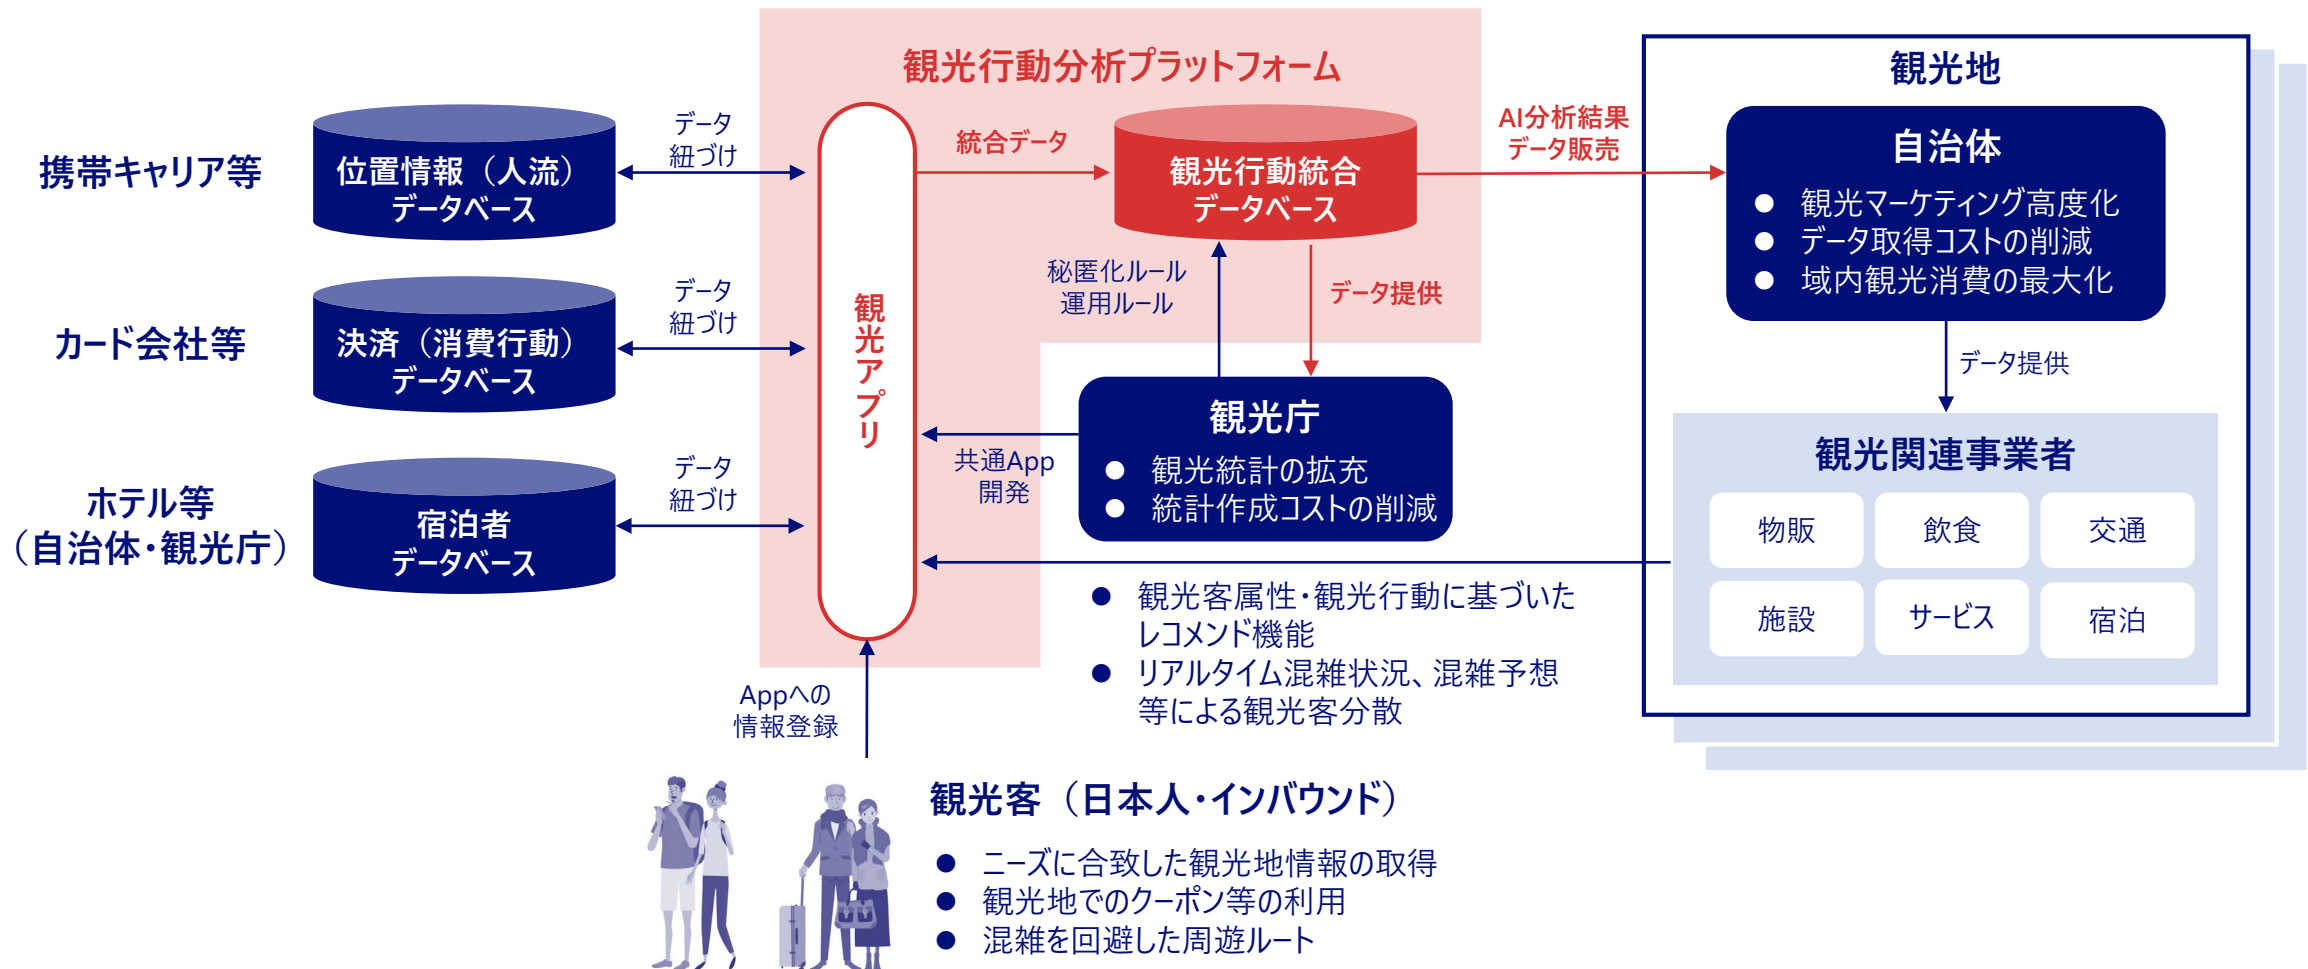 観光行動分析プラットフォーム
携帯キャリア等
位置情報（人流）
データベース
データ
紐づけ
カード会社等
決済（消費行動）
データベース
データ
紐づけ
ホテル等
（自治体・観光庁）
宿泊者
データベース
データ
紐づけ
観光アプリ
統合データ
観光行動統合
データベース
秘匿化ルール
運用ルール
データ提供
観光庁
● 観光統計の拡充
● 統計作成コストの削減
共通App
開発
AI分析結果
データ販売
観光地
自治体
● 観光マーケティング高度化
● データ取得コストの削減
● 域内観光消費の最大化
データ提供
観光関連事業者
物販
飲食
交通
施設
サービス
宿泊
● 観光客属性・観光行動に基づいた
レコメンド機能
● リアルタイム混雑状況、混雑予想
等による観光客分散
Appへの
情報登録
観光客（日本人・インバウンド）
● ニーズに合致した観光地情報の取得
● 観光地でのクーポン等の利用
● 混雑を回避した周遊ルート